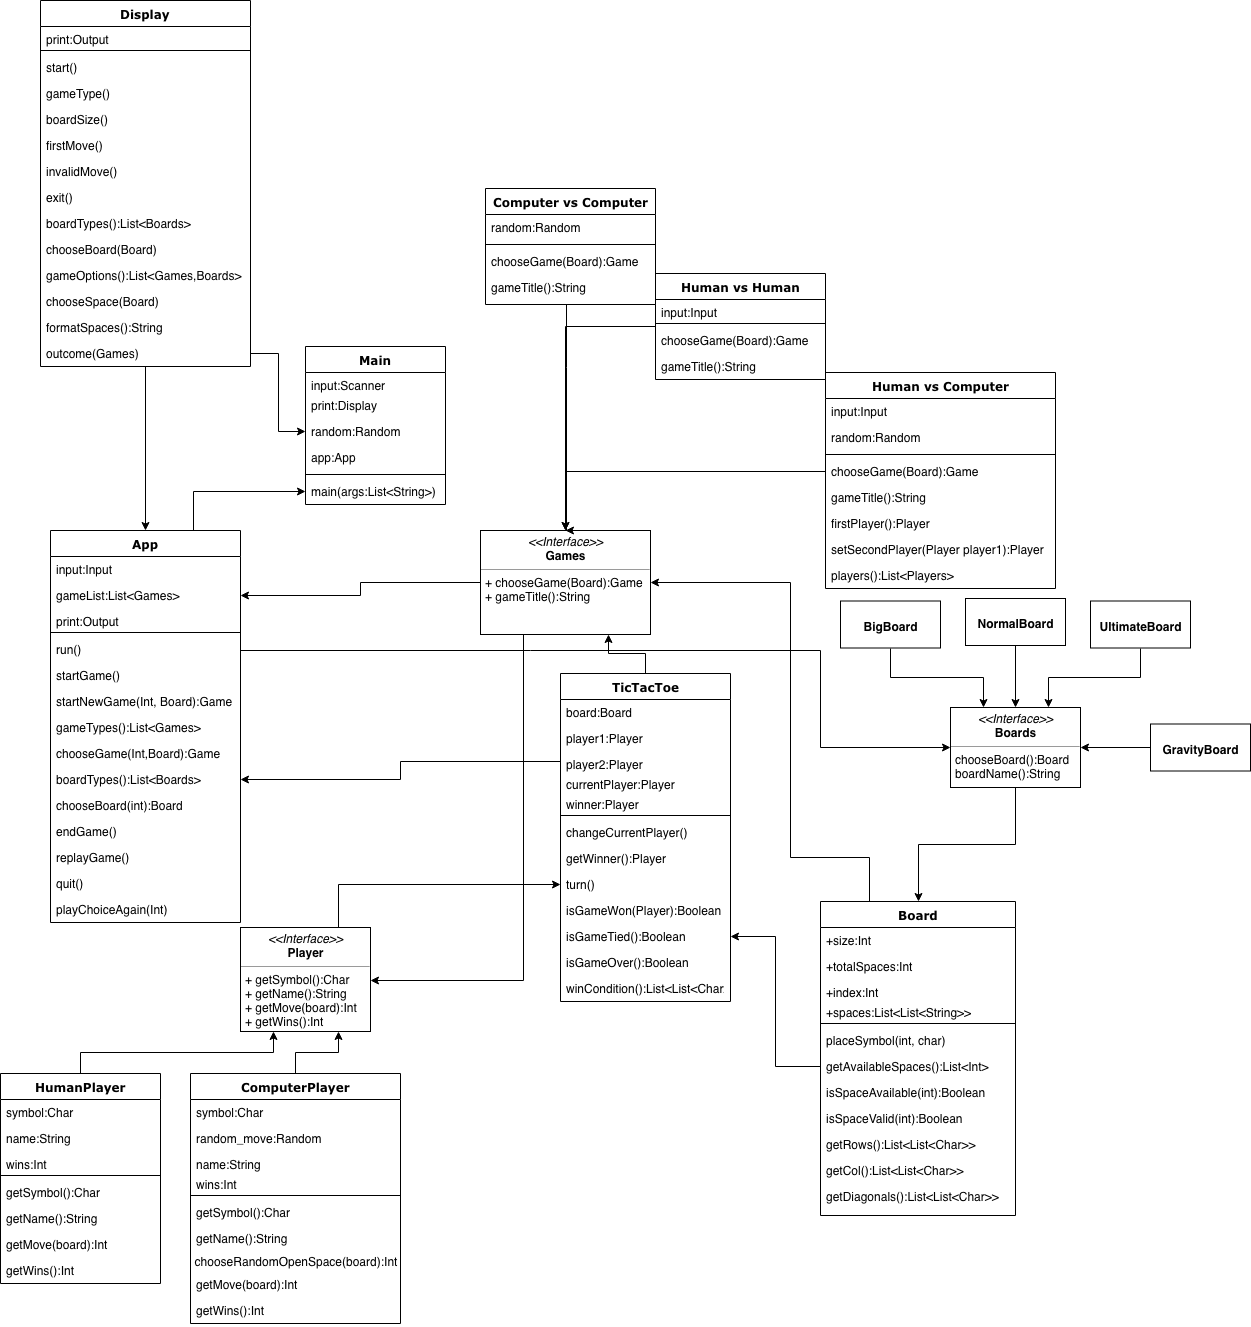 Display
print:Output
start()
gameType()
boardSize()
firstMove()
invalidMove()
exit()
boardTypes():List<Boards>
chooseBoard(Board)
gameOptions():List<Games,Boards>
chooseSpace(Board)
formatSpaces():String
outcome(Games)
Main
input:Scanner
print:Display
random:Random
app:App
main(args:List<String>)
Computer vs Computer
random:Random
chooseGame(Board):Game
gameTitle():String
Human vs Human
input:Input
chooseGame(Board):Game
gameTitle():String
Human vs Computer
input:Input
random:Random
chooseGame(Board):Game
gameTitle():String
firstPlayer():Player
setSecondPlayer(Player player1):Player
players():List<Players>
App
input:Input
gameList:List<Games>
print:Output
run()
startGame()
startNewGame(Int, Board):Game
gameTypes():List<Games>
chooseGame(Int,Board):Game
boardTypes():List<Boards>
chooseBoard(int):Board
endGame()
replayGame()
quit()
playChoiceAgain(Int)
<<Interface>>
Games
+ chooseGame(Board):Game
+ gameTitle():String
BigBoard
NormalBoard
UltimateBoard
<<Interface>>
Boards
chooseBoard():Board
boardName():String
GravityBoard
TicTacToe
board:Board
player1:Player
player2:Player
currentPlayer:Player
winner:Player
changeCurrentPlayer()
getWinner():Player
turn()
isGameWon(Player):Boolean
isGameTied():Boolean
isGameOver():Boolean
winCondition():List<List<Char
Board
+size:Int
+totalSpaces:Int
+index:Int
+spaces:List<List<String>>
placeSymbol(int, char)
getAvailableSpaces():List<Int>
isSpaceAvailable(int):Boolean
isSpaceValid(int):Boolean
getRows():List<List<Char>>
getCol():List<List<Char>>
getDiagonals():List<List<Char>>
<<Interface>>
Player
+ getSymbol():Char
+ getName():String
+ getMove(board):Int
+ getWins():Int
HumanPlayer
symbol:Char
name:String
wins:Int
getSymbol():Char
getName():String
getMove(board):Int
getWins():Int
ComputerPlayer
symbol:Char
random_move:Random
name:String
wins:Int
getSymbol():Char
getName():String
chooseRandomOpenSpace(board):Int
getMove(board):Int
getWins():Int